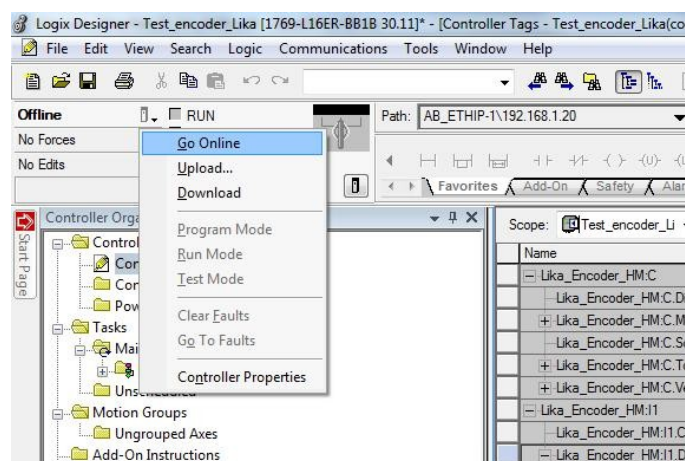 Logix Designer - Test_encoder_Lika [1769-L16ER-BB1B 30.11]* - [Controller Tags - Test_encoder_Lika(co
File Edit View Search Logic Communications Tools Window Help
Offline
RUN
Path: AB_ETHIP-1\192.168.1.20
No Forces
No Edits
Go Online
Upload...
Download
Program Mode
Run Mode
Test Mode
Clear Faults
Go To Faults
Controller Properties
Favorites Add-On Safety Alar
Start Page
Controller Orga
Control
Con
Con
Pow
Tasks
Mai
Unscheduled
Motion Groups
Ungrouped Axes
Add-On Instructions
Scope: Test_encoder_Li
Name
Lika_Encoder_HM:C
Lika_Encoder_HM:C.Di
Lika_Encoder_HM:C.M
Lika_Encoder_HM:C.Sc
Lika_Encoder_HM:C.To
Lika_Encoder_HM:C.Ve
Lika_Encoder_HM:I1
Lika_Encoder_HM:I1.C
Lika_Encoder_HM:I1.D